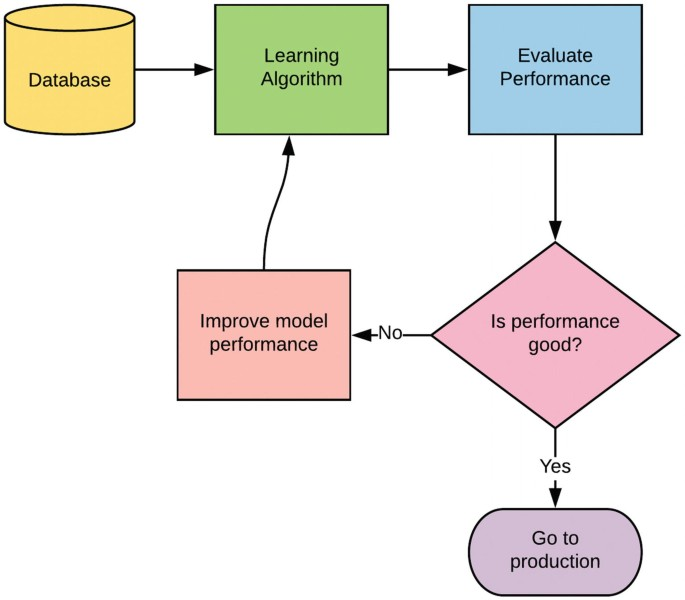 Database
Learning
Algorithm
Evaluate
Performance
Is performance
good?
No
Improve model
performance
Yes
Go to
production